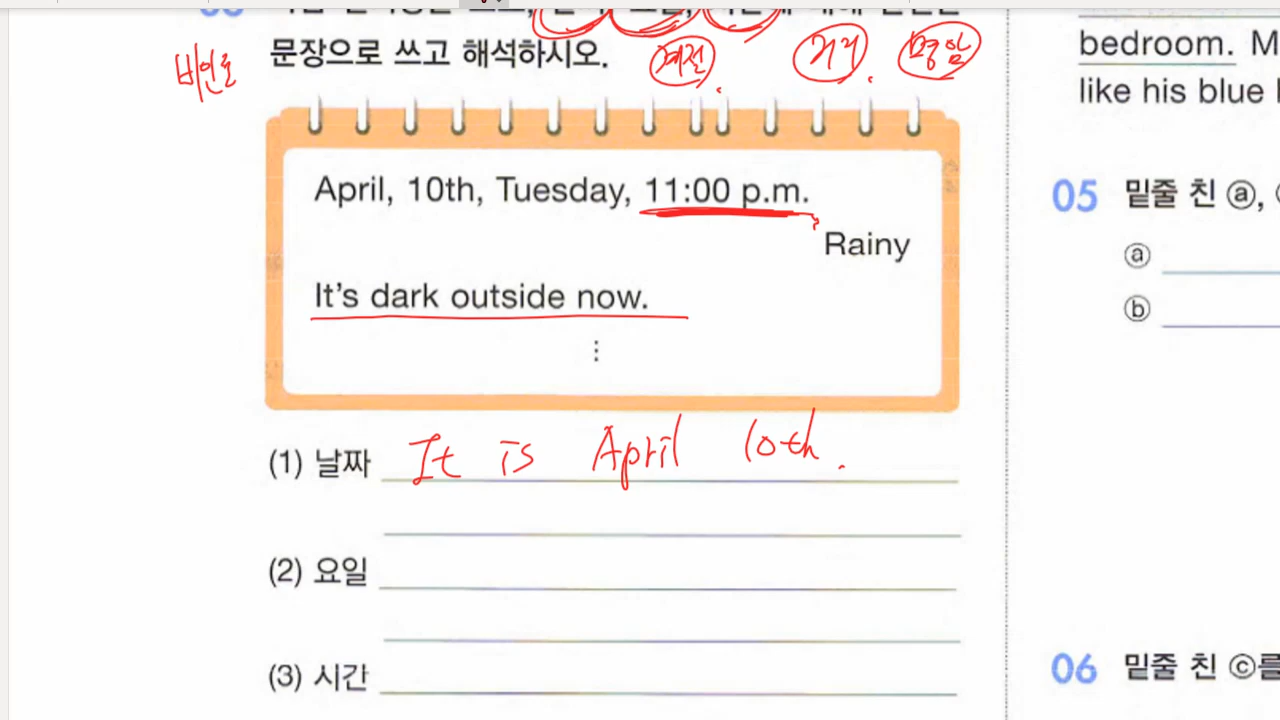 문장으로 쓰고 해석하시오.
비인칭
계절
거리
명암
April, 10th, Tuesday, 11:00 p.m.
Rainy
It's dark outside now.
⋮
(1) 날짜 It is April 10th.
(2) 요일
(3) 시간
bedroom. M
like his blue
05 밑줄 친 ⓐ,
ⓐ
ⓑ
06 밑줄 친 ⓒ를